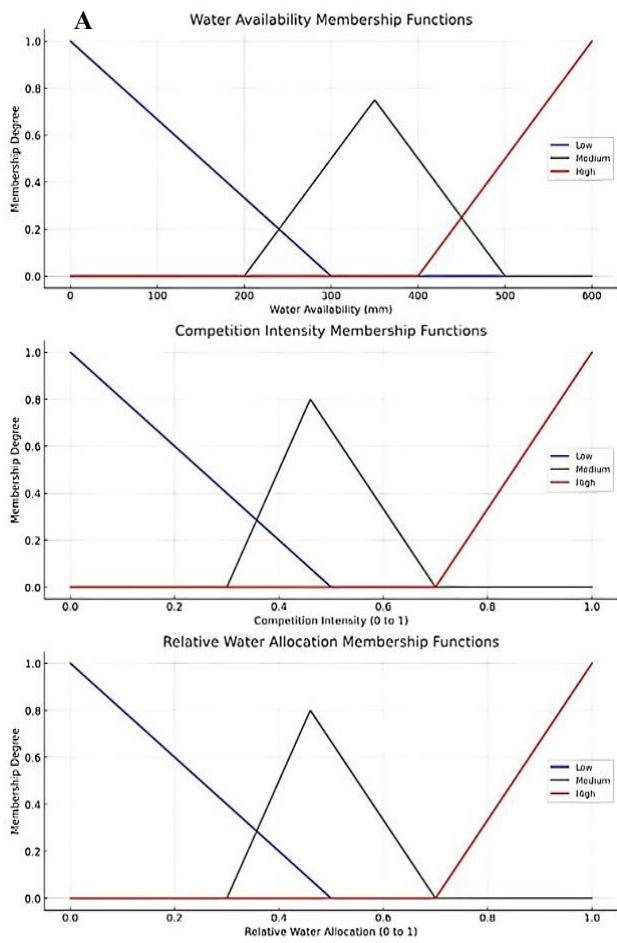 A
Water Availability Membership Functions
Membership Degree
1.0
0.8
0.6
0.4
0.2
0.0
Low
Medium
High
0 100 200 300 400 500 600
Water Availability (mm)
Competition Intensity Membership Functions
Membership Degree
1.0
0.8
0.6
0.4
0.2
0.0
Low
Medium
High
0.0 0.2 0.4 0.6 0.8 1.0
Competition Intensity (0 to 1)
Relative Water Allocation Membership Functions
Membership Degree
1.0
0.8
0.6
0.4
0.2
0.0
Low
Medium
High
0.0 0.2 0.4 0.6 0.8 1.0
Relative Water Allocation (0 to 1)